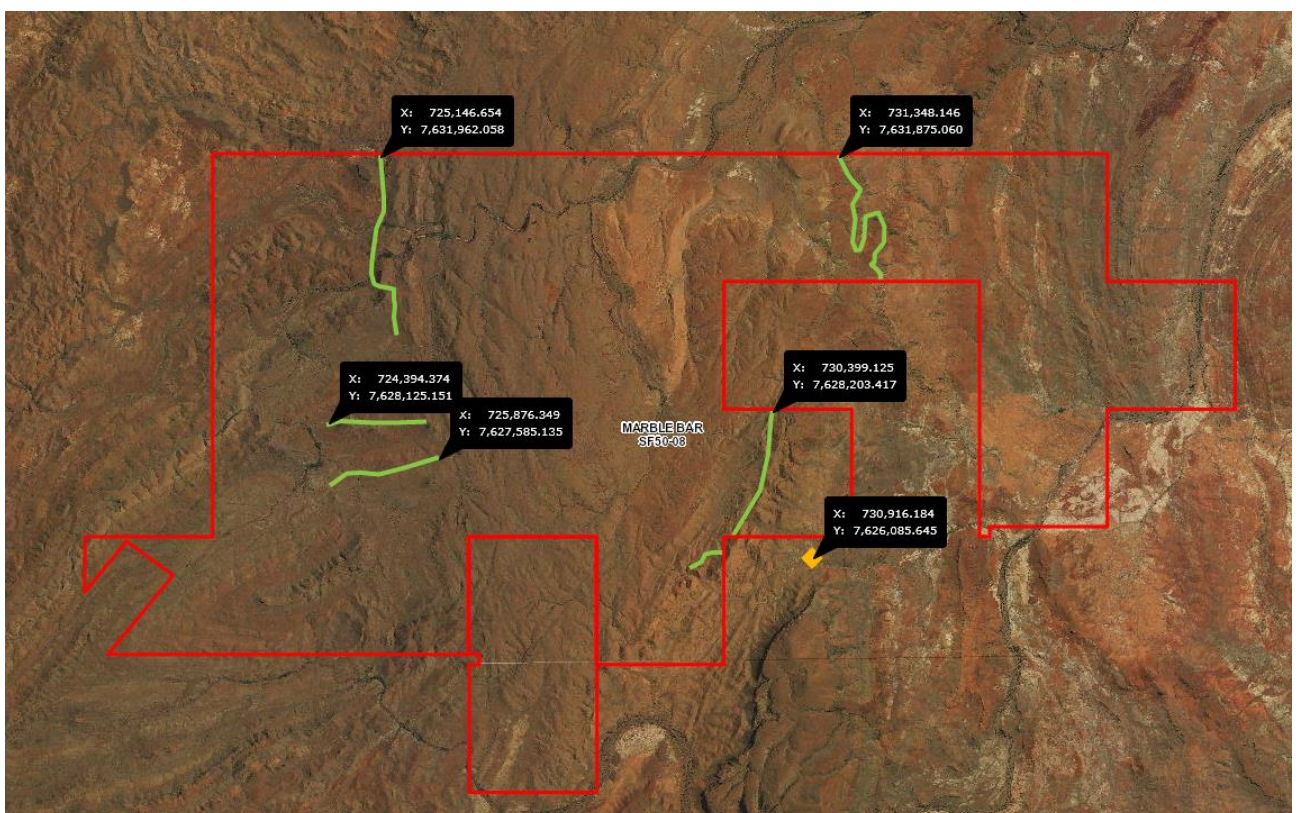 X: 725,146.654
Y: 7,631,962.058
X: 731,348.146
Y: 7,631,875.060
X: 724,394.374
Y: 7,628,125.151
X: 725,876.349
Y: 7,627,585.135
X: 730,399.125
Y: 7,628,203.417
MARBLE BAR
SF50-08
X: 730,916.184
Y: 7,626,085.645